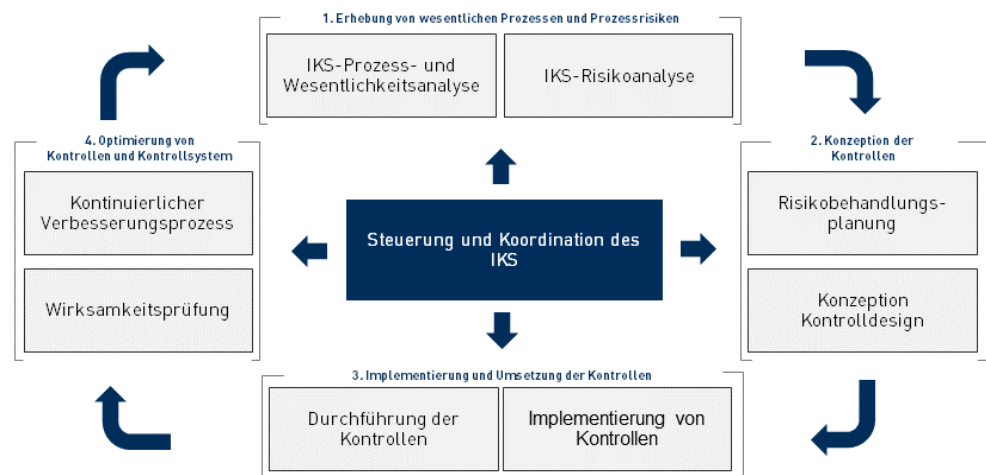 1. Erhebung von wesentlichen Prozessen und Prozessrisiken
IKS-Prozess- und
Wesentlichkeitsanalyse
IKS-Risikoanalyse
4. Optimierung von
Kontrollen und Kontrollsystem
Kontinuierlicher
Verbesserungsprozess
Wirksamkeitsprüfung
Steuerung und Koordination des
IKS
2. Konzeption der
Kontrollen
Risikobehandlungs-
planung
Konzeption
Kontrolldesign
3. Implementierung und Umsetzung der Kontrollen
Durchführung der
Kontrollen
Implementierung von
Kontrollen